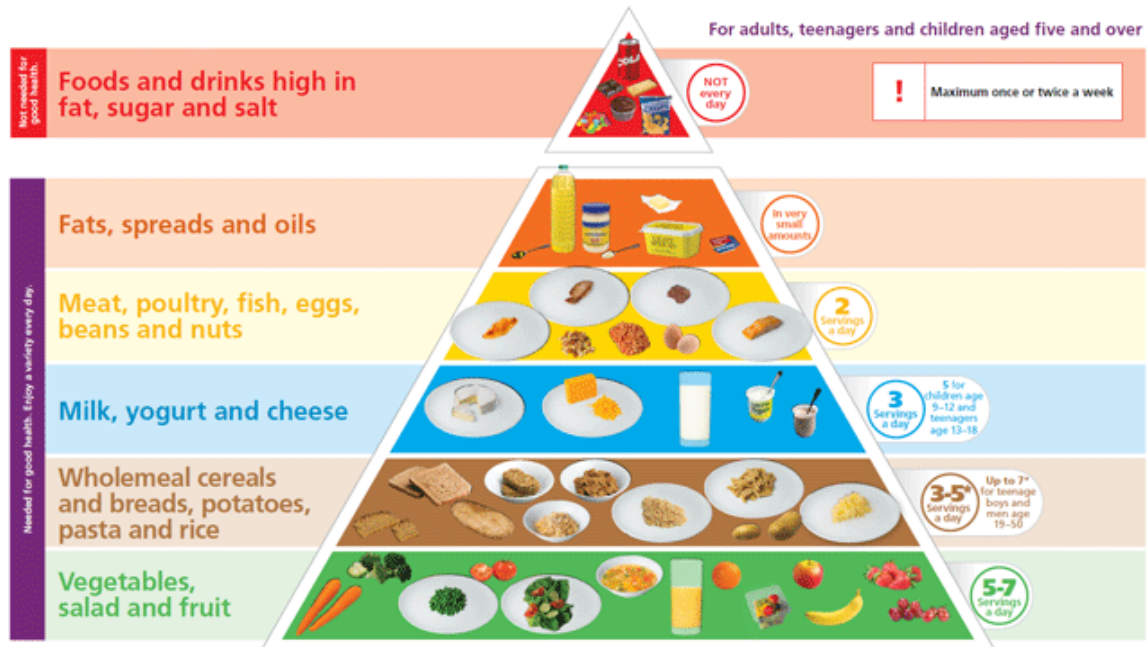 For adults, teenagers and children aged five and over
Not needed for
good health.
Foods and drinks high in
fat, sugar and salt
NOT
every
day
!
Maximum once or twice a week
Needed for good health. Enjoy a variety every day.
Fats, spreads and oils
In very
small
amounts
Meat, poultry, fish, eggs,
beans and nuts
2
Servings
a day
Milk, yogurt and cheese
3
Servings
a day
5 for
children age
9–12 and
teenagers
age 13–18
Wholemeal cereals
and breads, potatoes,
pasta and rice
3-5*
Servings
a day
Up to 7*
for teenage
boys and
men age
19–50
Vegetables,
salad and fruit
5-7
Servings
a day